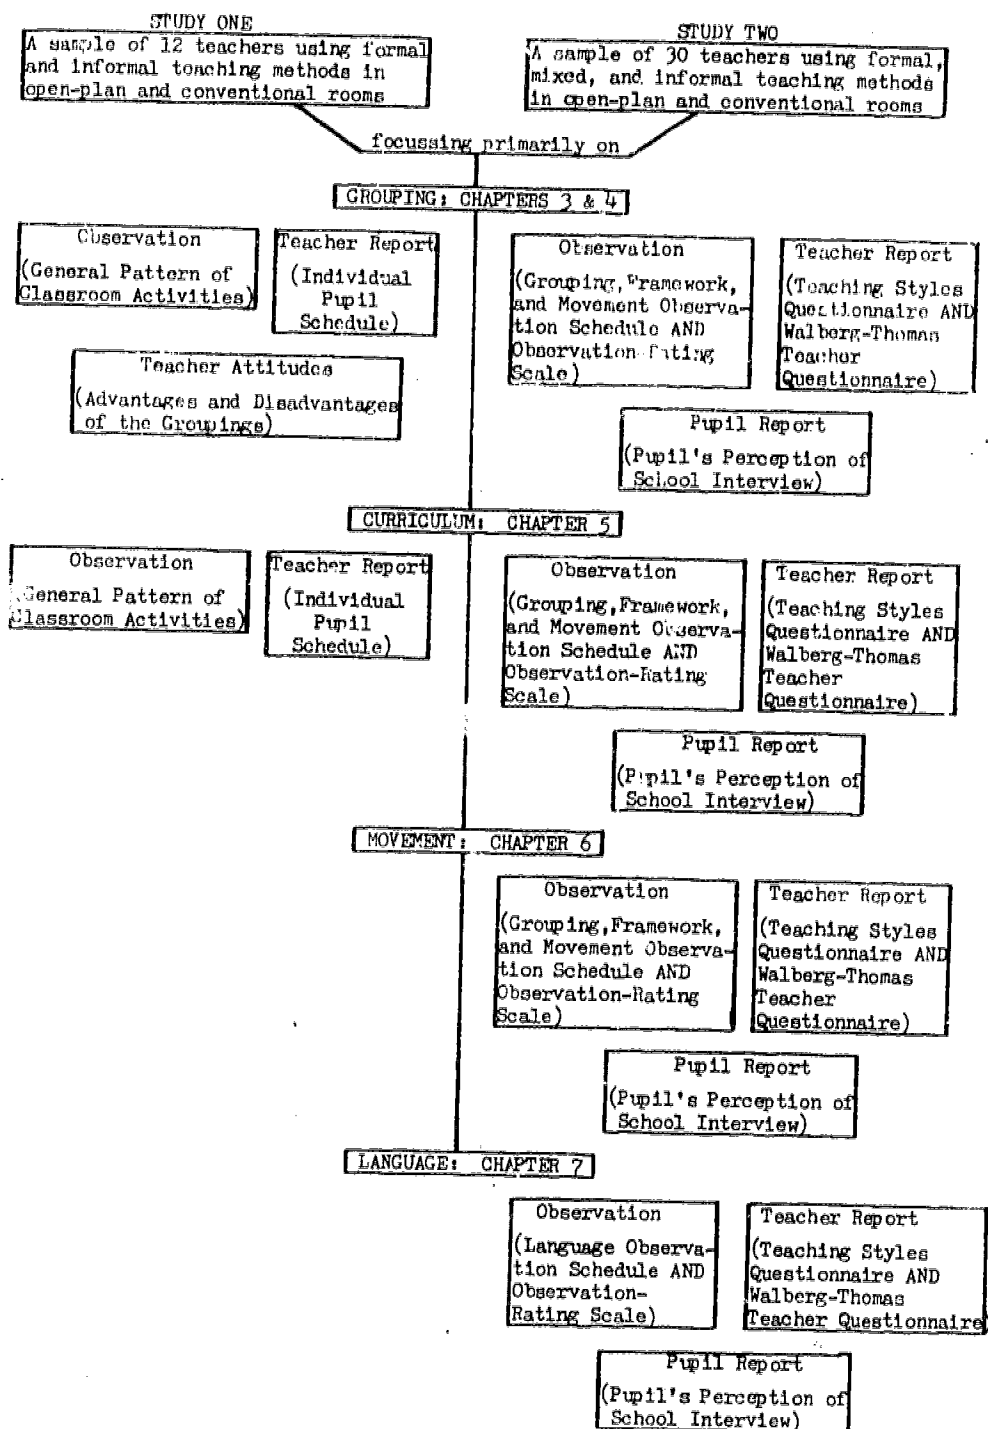 STUDY ONE
A sample of 12 teachers using formal
and informal teaching methods in
open-plan and conventional rooms
STUDY TWO
A sample of 30 teachers using formal,
mixed, and informal teaching methods
in open-plan and conventional rooms
focussing primarily on
GROUPING: CHAPTERS 3 & 4
Observation
(General Pattern of
Classroom Activities)
Teacher Report
(Individual
Pupil
Schedule)
Teacher Attitudes
(Advantages and Disadvantages
of the Groupings)
Observation
(Grouping, Framework,
and Movement Observa-
tion Schedule AND
Observation-Rating
Scale)
Teacher Report
(Teaching Styles
Questionnaire AND
Walberg-Thomas
Teacher
Questionnaire)
Pupil Report
(Pupil's Perception of
School Interview)
CURRICULUM: CHAPTER 5
Observation
(General Pattern of
Classroom Activities)
Teacher Report
(Individual
Pupil
Schedule)
Observation
(Grouping, Framework,
and Movement Observa-
tion Schedule AND
Observation-Rating
Scale)
Teacher Report
(Teaching Styles
Questionnaire AND
Walberg-Thomas
Teacher
Questionnaire)
Pupil Report
(Pupil's Perception of
School Interview)
MOVEMENT: CHAPTER 6
Observation
(Grouping, Framework,
and Movement Observa-
tion Schedule AND
Observation-Rating
Scale)
Teacher Report
(Teaching Styles
Questionnaire AND
Walberg-Thomas
Teacher
Questionnaire)
Pupil Report
(Pupil's Perception of
School Interview)
LANGUAGE: CHAPTER 7
Observation
(Language Observa-
tion Schedule AND
Observation-
Rating Scale)
Teacher Report
(Teaching Styles
Questionnaire AND
Walberg-Thomas
Teacher Questionnaire)
Pupil Report
(Pupil's Perception of
School Interview)